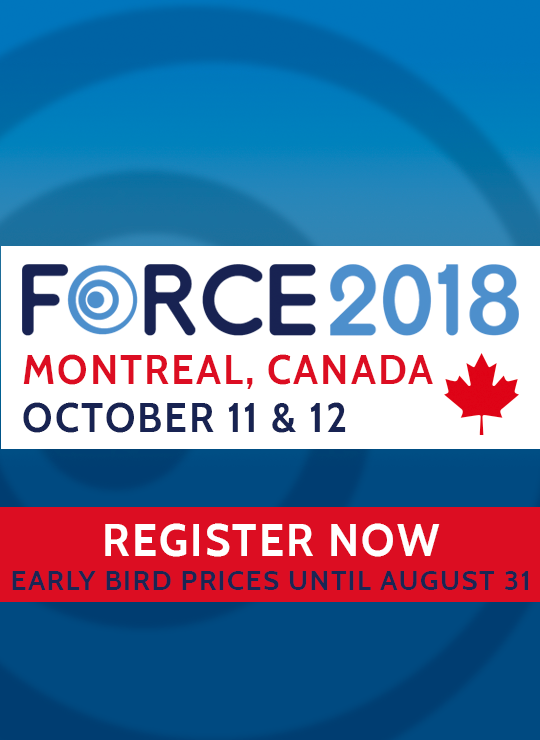 FORCE2018
MONTREAL, CANADA
OCTOBER 11 & 12
REGISTER NOW
EARLY BIRD PRICES UNTIL AUGUST 31